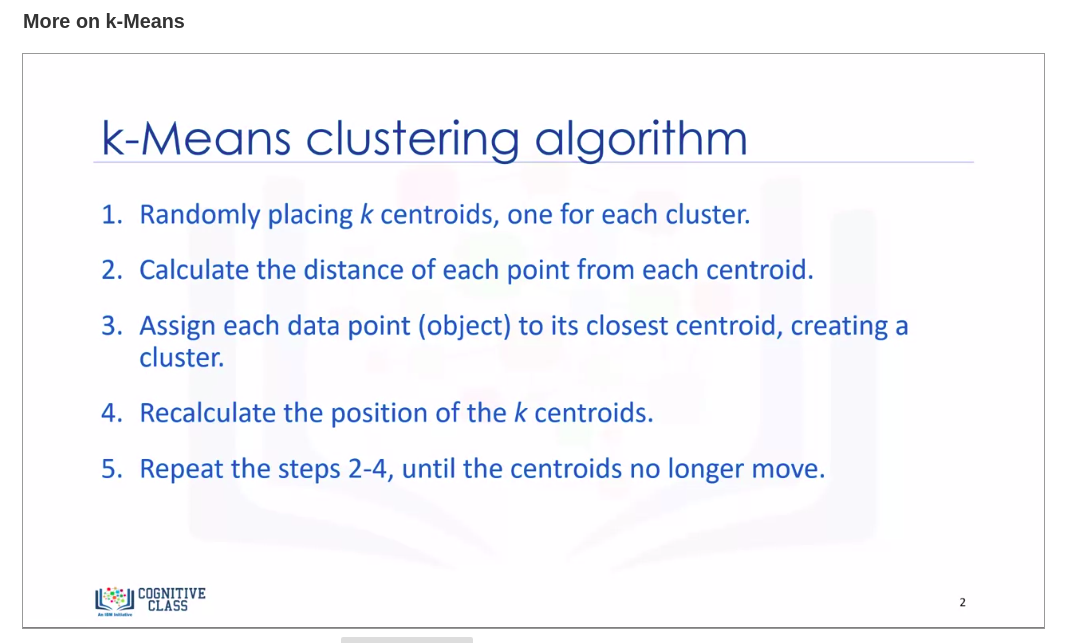 More on k-Means
k-Means clustering algorithm
1. Randomly placing k centroids, one for each cluster.
2. Calculate the distance of each point from each centroid.
3. Assign each data point (object) to its closest centroid, creating a
cluster.
4. Recalculate the position of the k centroids.
5. Repeat the steps 2-4, until the centroids no longer move.
COGNITIVE
CLASS
An IBM Initiative
2